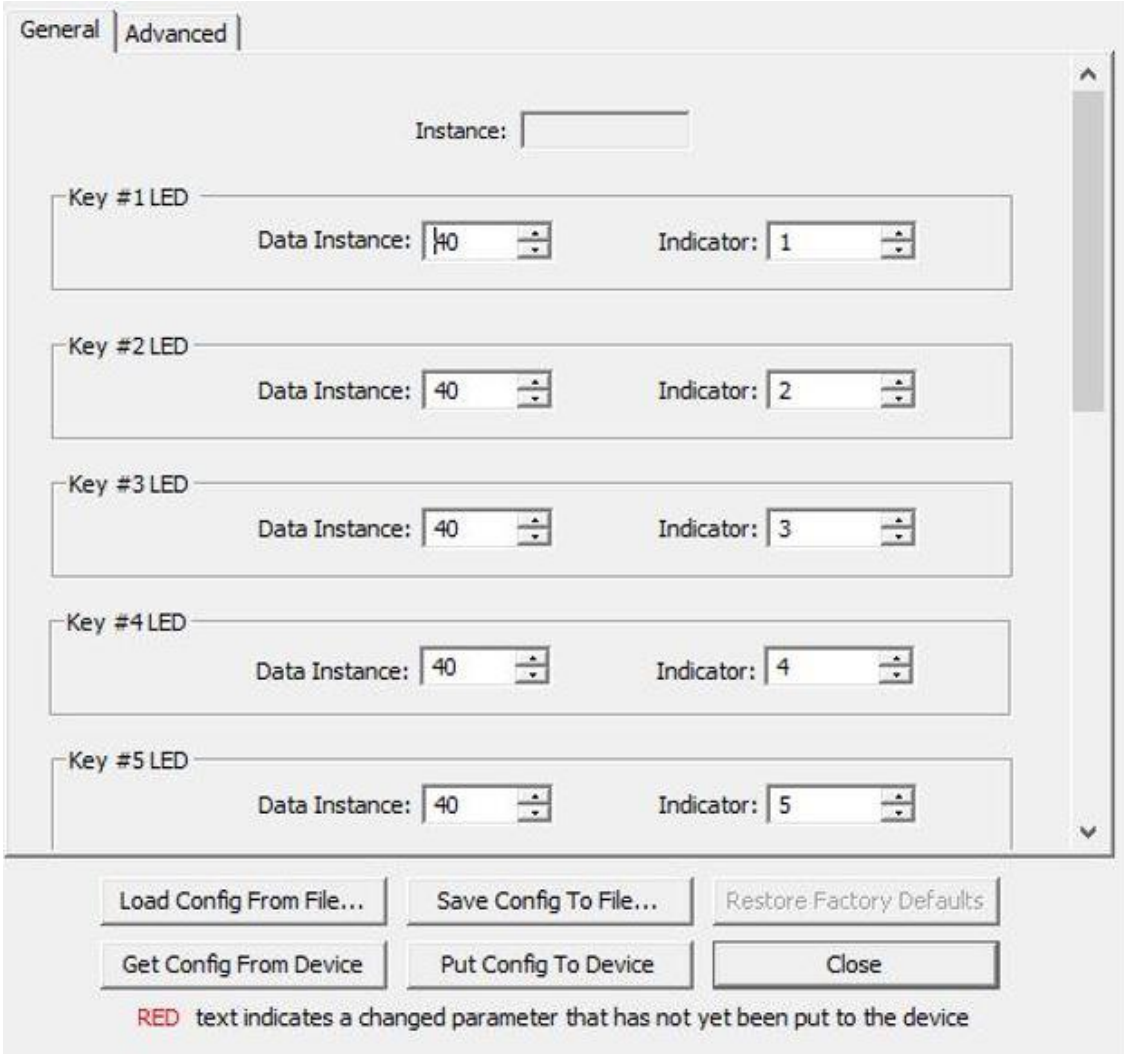 General Advanced
Instance:
Key #1 LED
Data Instance: 40 Indicator: 1
Key #2 LED
Data Instance: 40 Indicator: 2
Key #3 LED
Data Instance: 40 Indicator: 3
Key #4 LED
Data Instance: 40 Indicator: 4
Key #5 LED
Data Instance: 40 Indicator: 5
Load Config From File... Save Config To File... Restore Factory Defaults
Get Config From Device Put Config To Device Close
RED text indicates a changed parameter that has not yet been put to the device